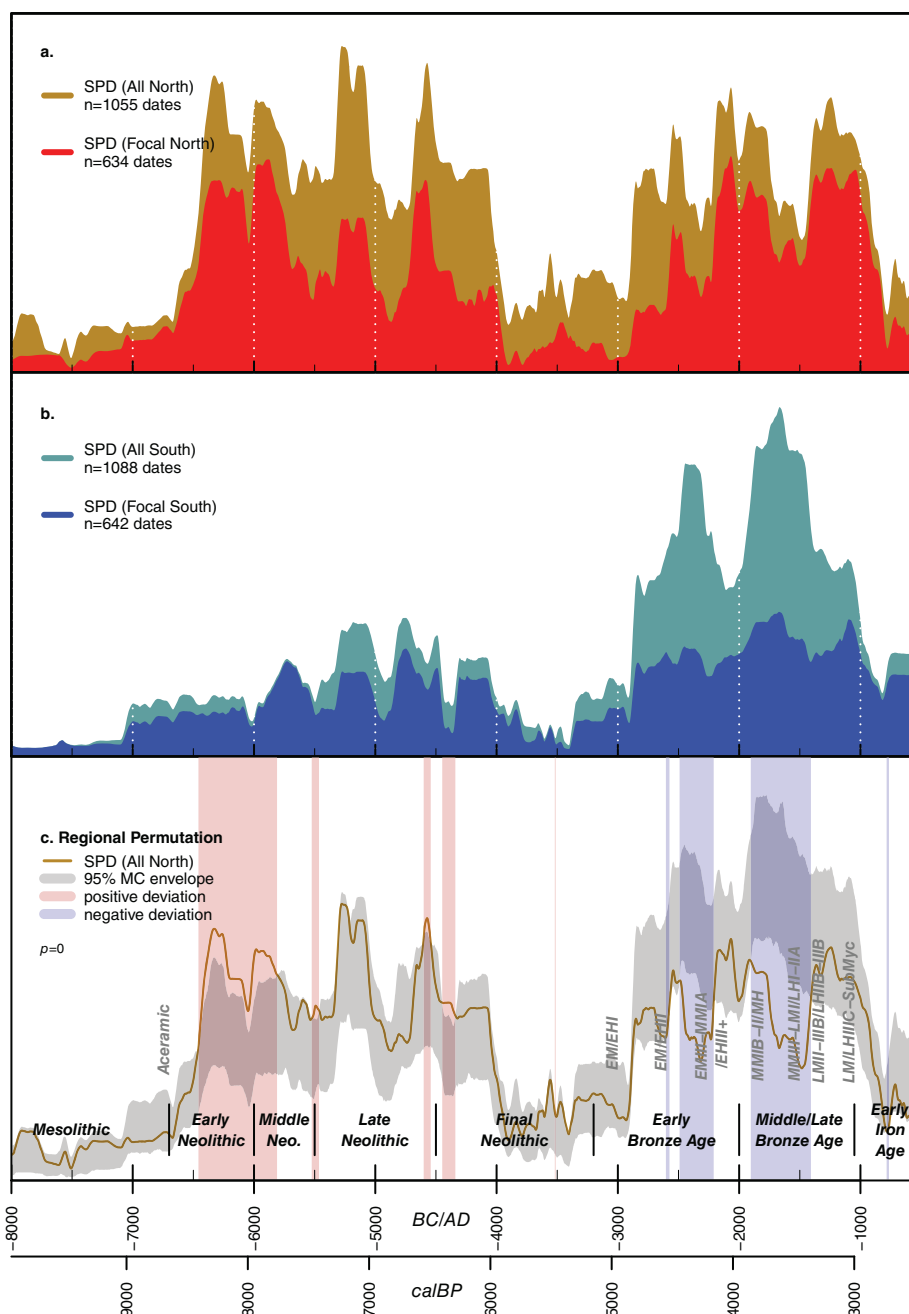 a.
SPD (All North)
n=1055 dates
SPD (Focal North)
n=634 dates
b.
SPD (All South)
n=1088 dates
SPD (Focal South)
n=642 dates
c. Regional Permutation
SPD (All North)
95% MC envelope
positive deviation
negative deviation
p=0
Aceramic
EM/EHI
EM/EHII
EMIII-MMIA
/EHIII+
MMIB-II/MH
MMIII-LMI/LHI-IIA
LMII-IIIB/LHIIB-IIIB
LM/LHIIIC-SubMyc
Mesolithic
Early
Neolithic
Middle
Neo.
Late
Neolithic
Final
Neolithic
Early
Bronze Age
Middle/Late
Bronze Age
Early
Iron
Age
-8000
-7000
-6000
-5000
-4000
-3000
-2000
-1000
BC/AD
9000
8000
7000
6000
5000
4000
3000
calBP